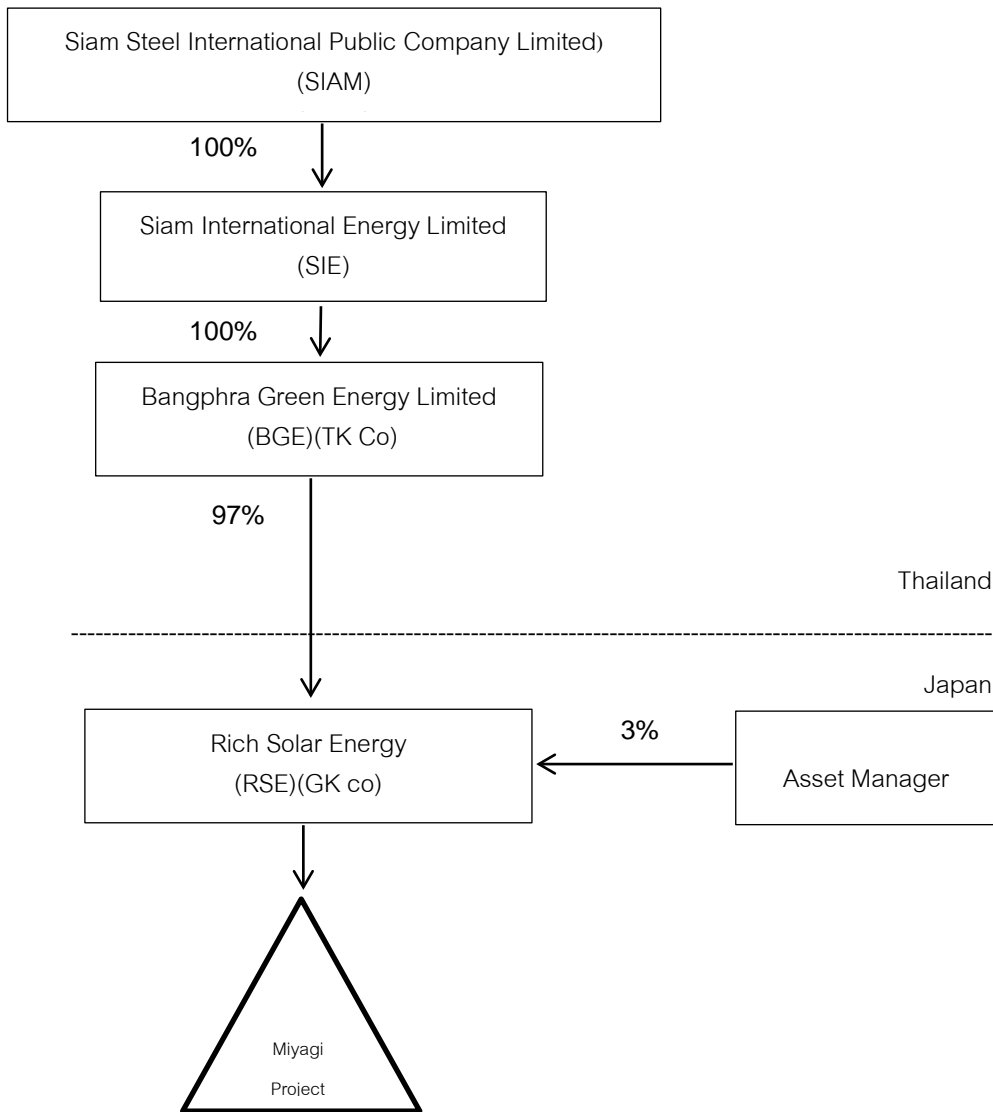 Siam Steel International Public Company Limited)
(SIAM)
100%
Siam International Energy Limited
(SIE)
100%
Bangphra Green Energy Limited
(BGE)(TK Co)
97%
Thailand
Japan
Rich Solar Energy
(RSE)(GK co)
3%
Asset Manager
Miyagi
Project